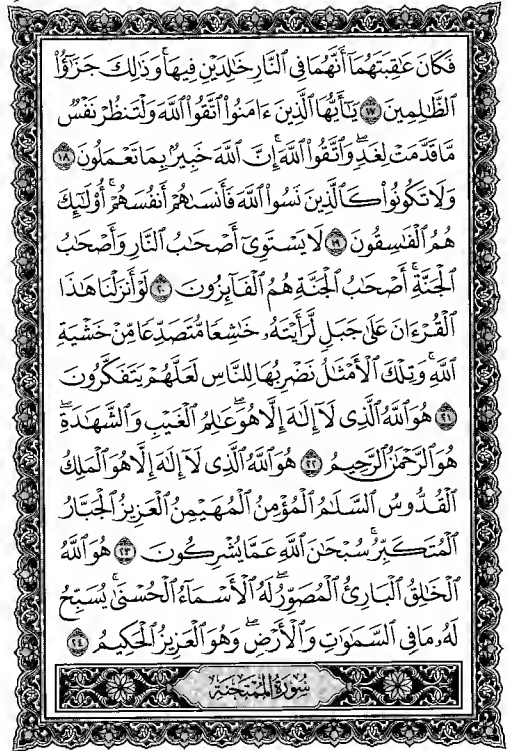 فَكَانَ عَٰقِبَتَهُمَآ أَنَّهُمَا فِى ٱلنَّارِ خَٰلِدَيْنِ فِيهَا ۚ وَذَٰلِكَ جَزَٰٓؤُا۟
ٱلظَّٰلِمِينَ ١٧ يَٰٓأَيُّهَا ٱلَّذِينَ ءَامَنُوا۟ ٱتَّقُوا۟ ٱللَّهَ وَلْتَنظُرْ نَفْسٌ
مَّا قَدَّمَتْ لِغَدٍ ۖ وَٱتَّقُوا۟ ٱللَّهَ ۚ إِنَّ ٱللَّهَ خَبِيرٌۢ بِمَا تَعْمَلُونَ ١٨
وَلَا تَكُونُوا۟ كَٱلَّذِينَ نَسُوا۟ ٱللَّهَ فَأَنسَىٰهُمْ أَنفُسَهُمْ ۚ أُو۟لَٰٓئِكَ
هُمُ ٱلْفَٰسِقُونَ ١٩ لَا يَسْتَوِىٓ أَصْحَٰبُ ٱلنَّارِ وَأَصْحَٰبُ
ٱلْجَنَّةِ ۚ أَصْحَٰبُ ٱلْجَنَّةِ هُمُ ٱلْفَآئِزُونَ ٢٠ لَوْ أَنزَلْنَا هَٰذَا
ٱلْقُرْءَانَ عَلَىٰ جَبَلٍ لَّرَأَيْتَهُۥ خَٰشِعًا مُّتَصَدِّعًا مِّنْ خَشْيَةِ
ٱللَّهِ ۚ وَتِلْكَ ٱلْأَمْثَٰلُ نَضْرِبُهَا لِلنَّاسِ لَعَلَّهُمْ يَتَفَكَّرُونَ
٢١ هُوَ ٱللَّهُ ٱلَّذِى لَآ إِلَٰهَ إِلَّا هُوَ ۖ عَٰلِمُ ٱلْغَيْبِ وَٱلشَّهَٰدَةِ ۖ
هُوَ ٱلرَّحْمَٰنُ ٱلرَّحِيمُ ٢٢ هُوَ ٱللَّهُ ٱلَّذِى لَآ إِلَٰهَ إِلَّا هُوَ ٱلْمَلِكُ
ٱلْقُدُّوسُ ٱلسَّلَٰمُ ٱلْمُؤْمِنُ ٱلْمُهَيْمِنُ ٱلْعَزِيزُ ٱلْجَبَّارُ
ٱلْمُتَكَبِّرُ ۚ سُبْحَٰنَ ٱللَّهِ عَمَّا يُشْرِكُونَ ٢٣ هُوَ ٱللَّهُ
ٱلْخَٰلِقُ ٱلْبَارِئُ ٱلْمُصَوِّرُ ۖ لَهُ ٱلْأَسْمَآءُ ٱلْحُسْنَىٰ ۚ يُسَبِّحُ
لَهُۥ مَا فِى ٱلسَّمَٰوَٰتِ وَٱلْأَرْضِ ۖ وَهُوَ ٱلْعَزِيزُ ٱلْحَكِيمُ ٢٤
سُورَةُ ٱلْمُمْتَحَنَةِ